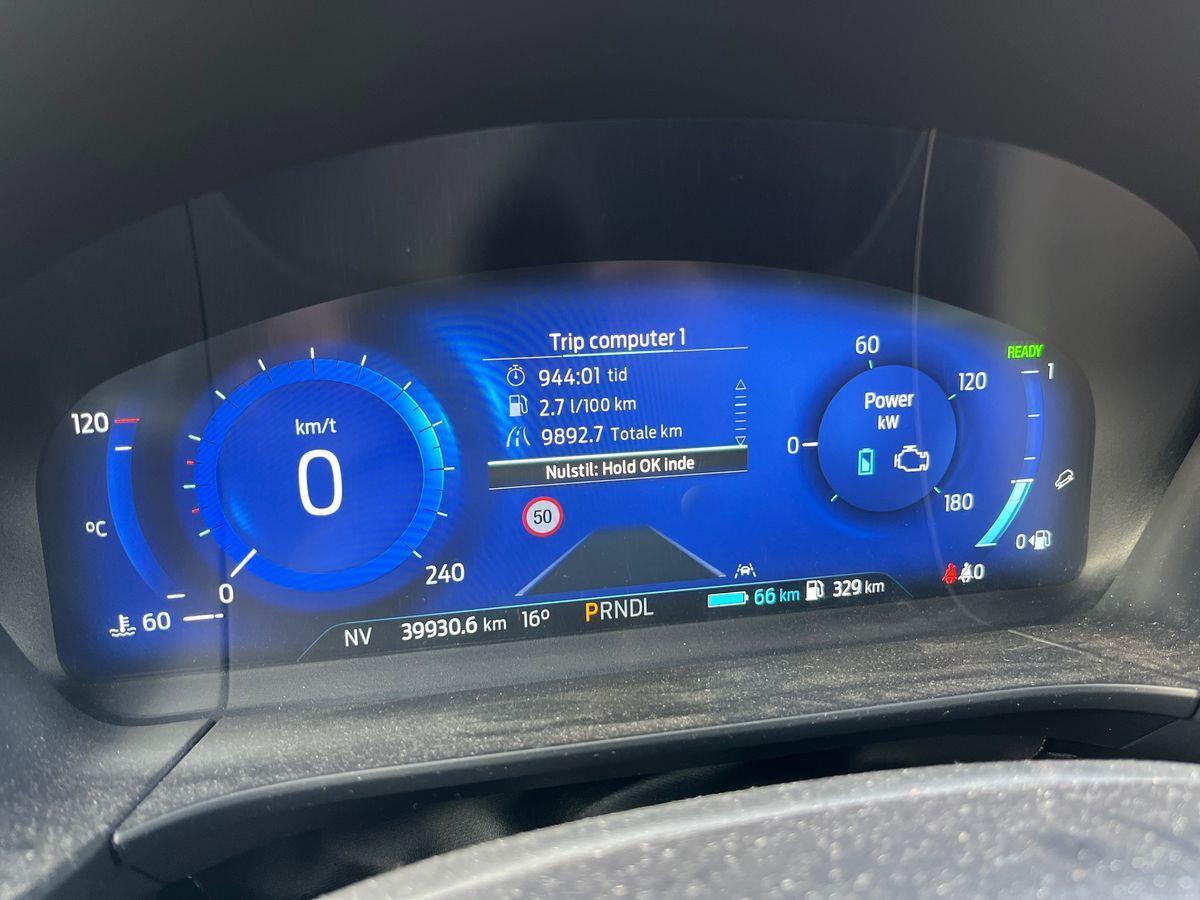 Trip computer 1
944:01 tid
2.7 l/100 km
9892.7 Totale km
Nulstil: Hold OK inde
50
120
°C
60
km/t
0
0
240
60
120
180
0
Power
kW
READY
1
0
0
NV 39930.6 km 16° PRNDL 66 km 329 km